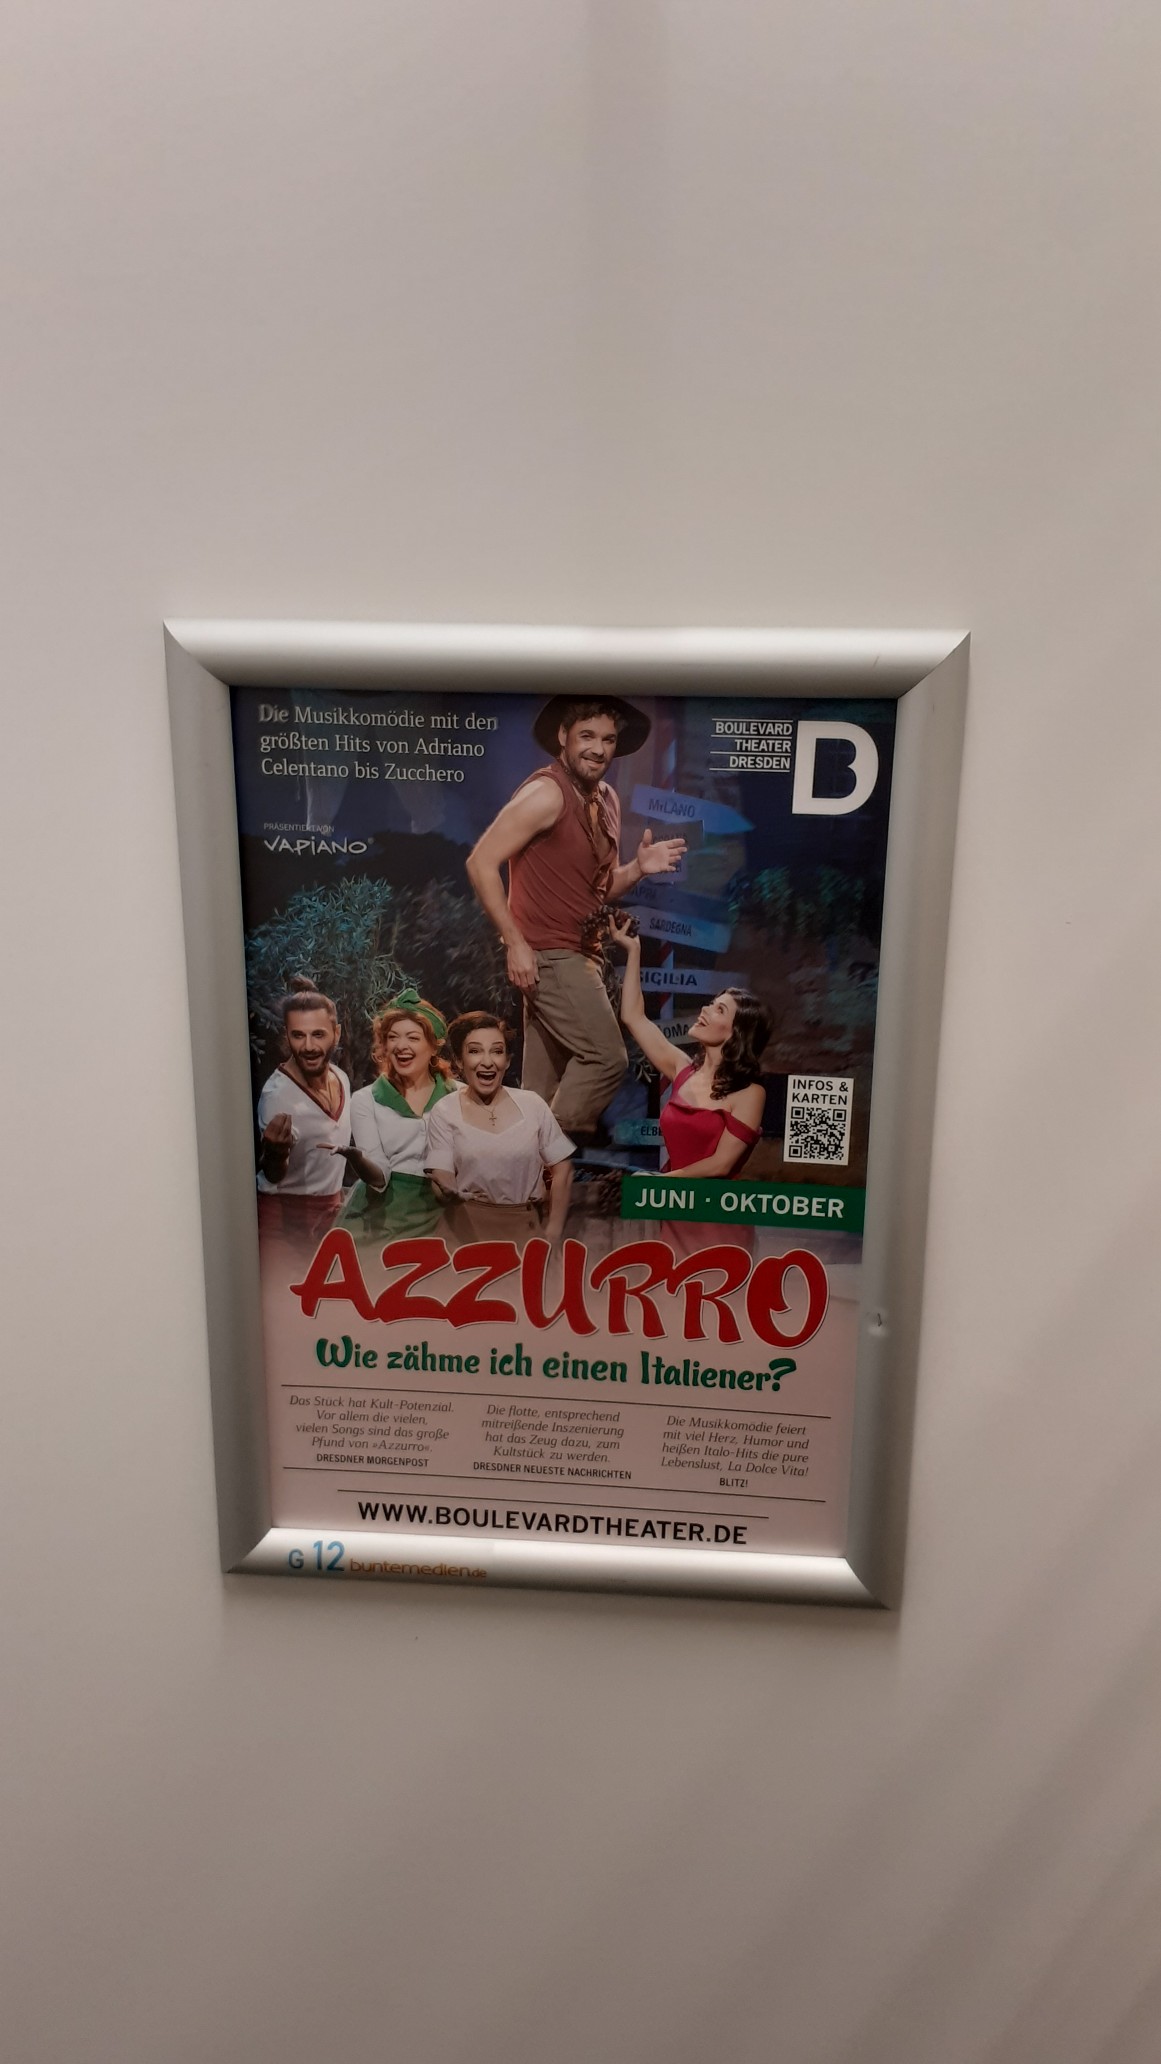 Die Musikkomödie mit den
größten Hits von Adriano
Celentano bis Zucchero
PRÄSENTIERT VON
VAPIANO®
BOULEVARD
THEATER
DRESDEN
D
MILANO
SARDEGNA
SICILIA
ROMA
INFOS &
KARTEN
JUNI · OKTOBER
AZZURRO
Wie zähme ich einen Italiener?
Das Stück hat Kult-Potenzial.
Vor allem die vielen,
vielen Songs sind das große
Pfund von »Azzurro«.
DRESDNER MORGENPOST
Die flotte, entsprechend
mitreißende Inszenierung
hat das Zeug dazu, zum
Kultstück zu werden.
DRESDNER NEUESTE NACHRICHTEN
Die Musikkomödie feiert
mit viel Herz, Humor und
heißen Italo-Hits die pure
Lebenslust, La Dolce Vita!
BLITZ!
WWW.BOULEVARDTHEATER.DE
G 12 buntemedien.de